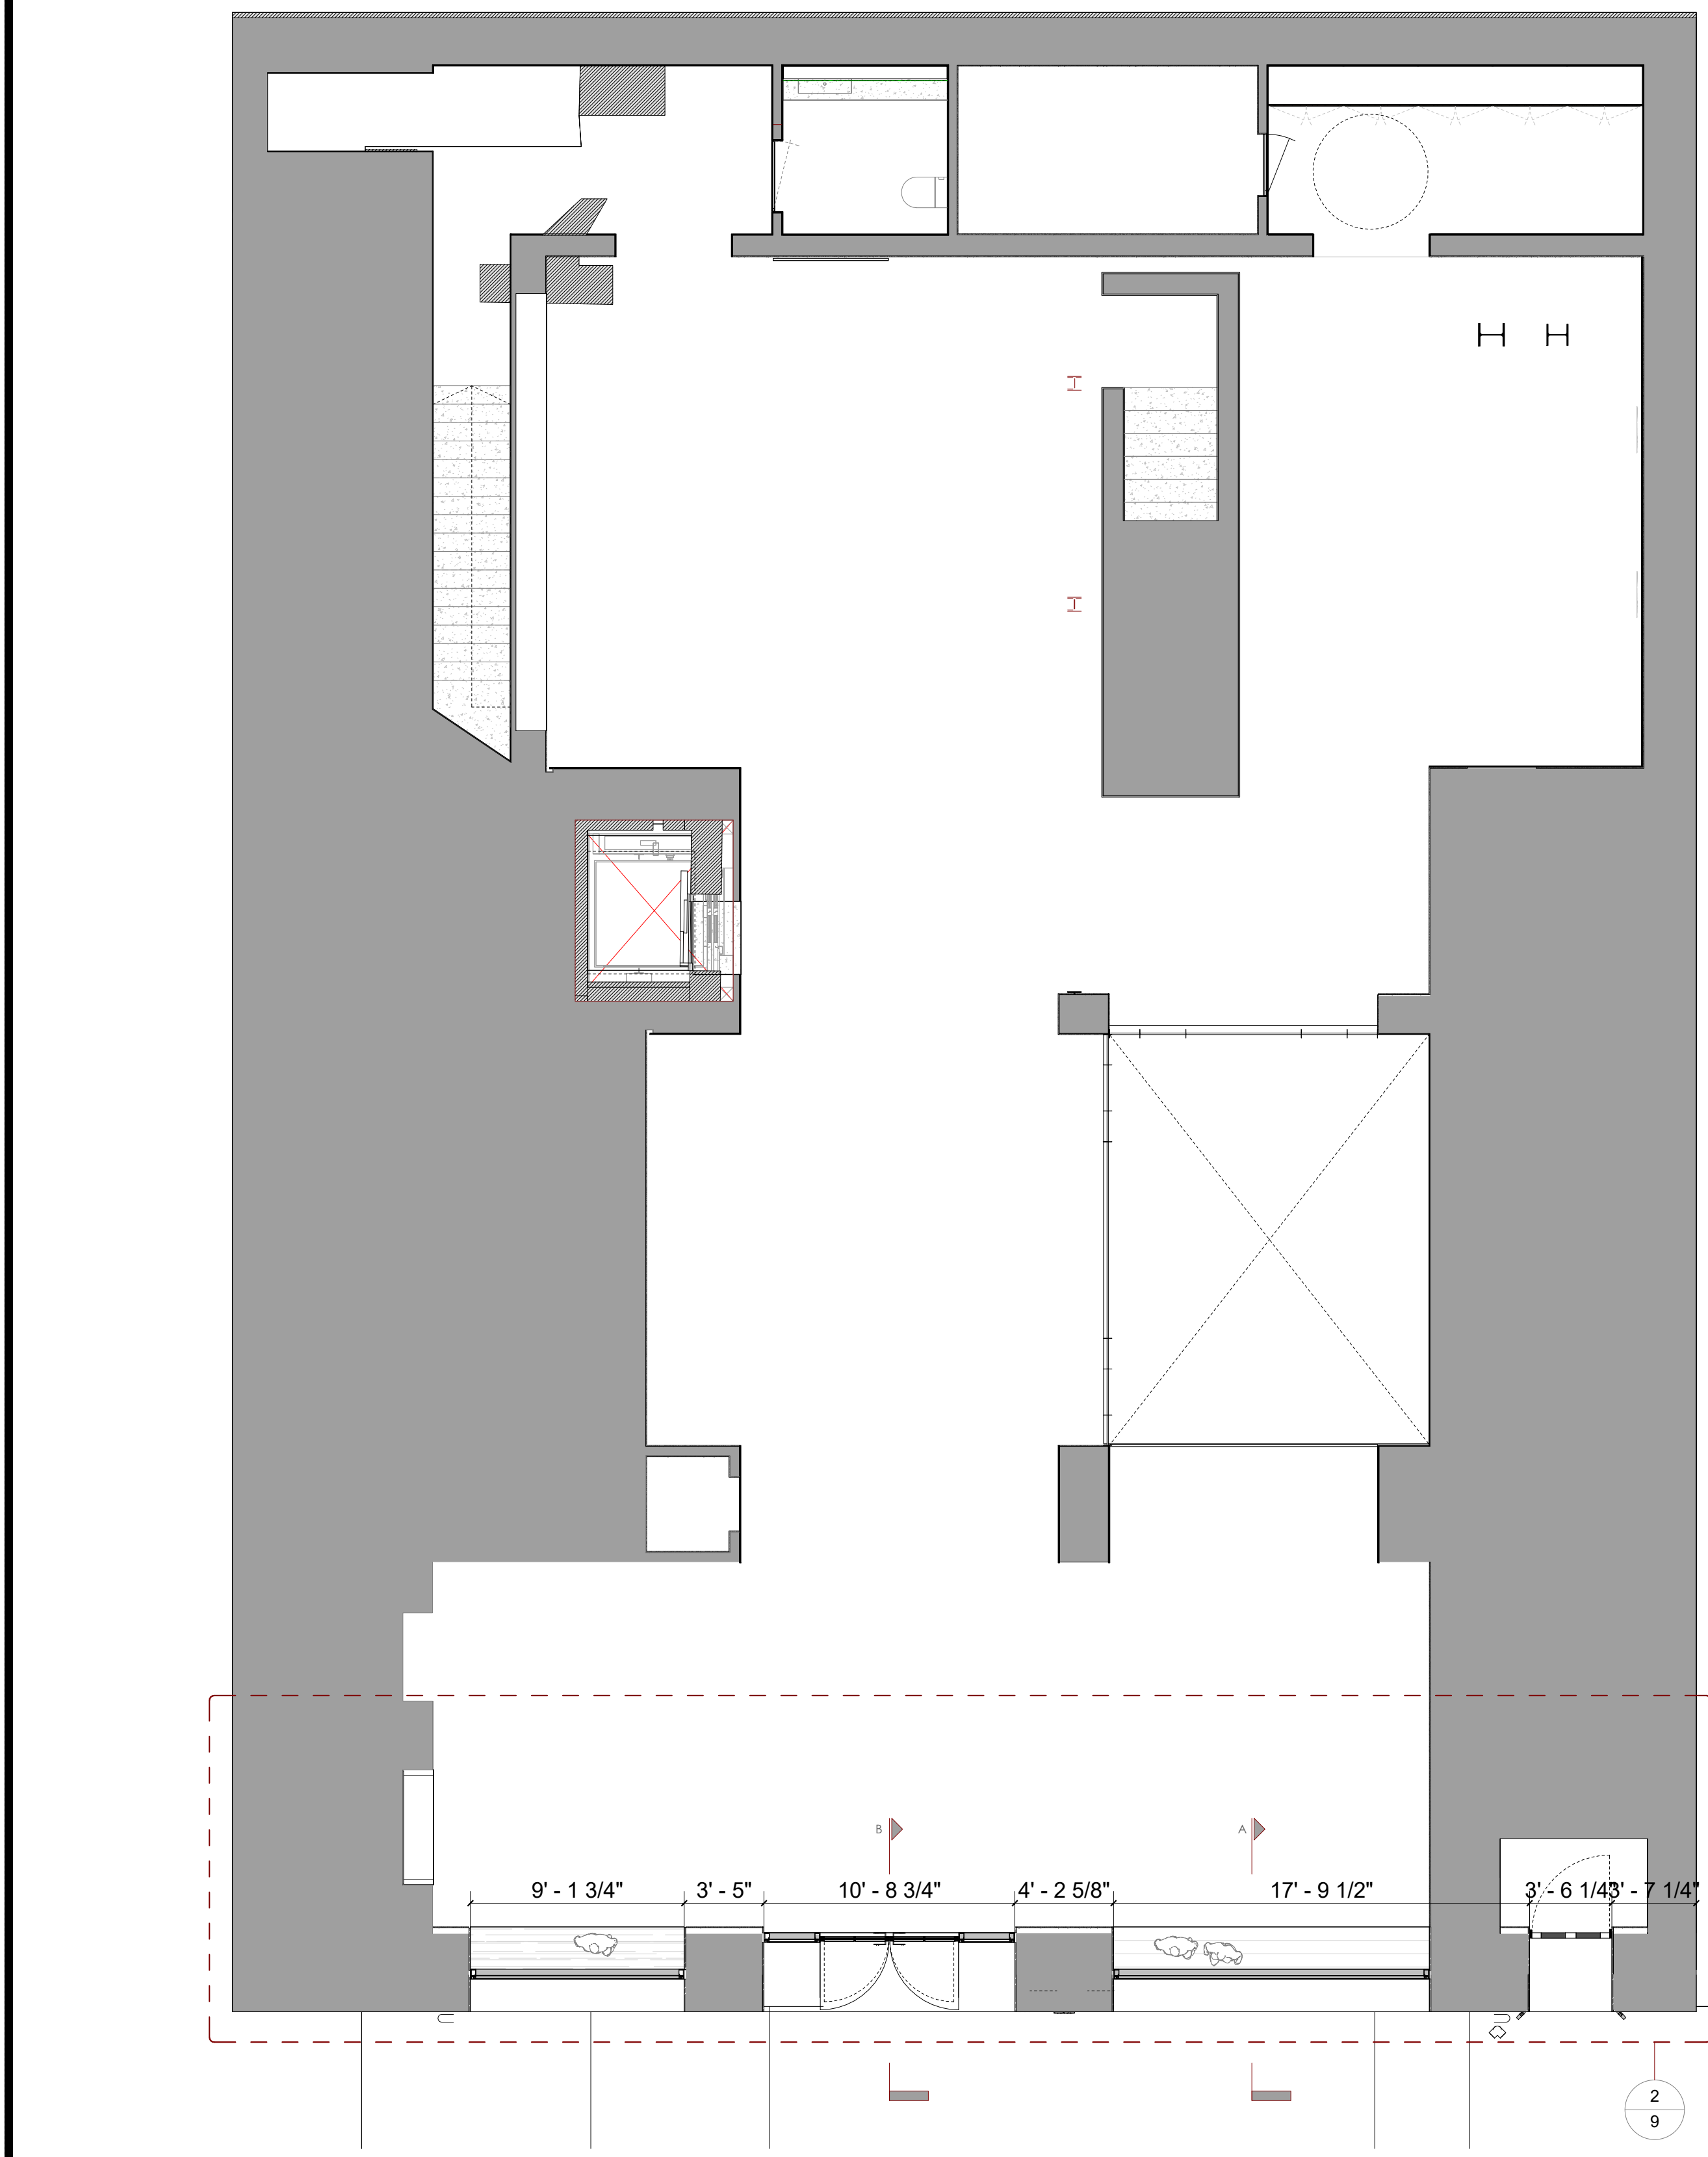 B
A
9' - 1 3/4"
3' - 5"
10' - 8 3/4"
4' - 2 5/8"
17' - 9 1/2"
3' - 6 1/4"
3' - 7 1/4"
2
9